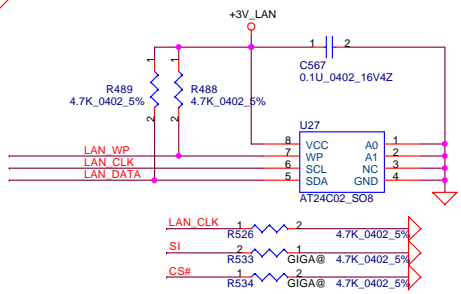 +3V_LAN
1 2
C567
0.1U_0402_16V4Z
1 1
R489 R488
4.7K_0402_5% 4.7K_0402_5%
2 2
U27
LAN_WP 8 VCC A0 1
LAN_CLK 7 WP A1 2
LAN_DATA 6 SCL NC 3
5 SDA GND 4
AT24C02_SO8
LAN_CLK 1 2
R526 4.7K_0402_5%
SI 2 1
R533 GIGA@ 4.7K_0402_5%
CS# 1 2
R534 GIGA@ 4.7K_0402_5%